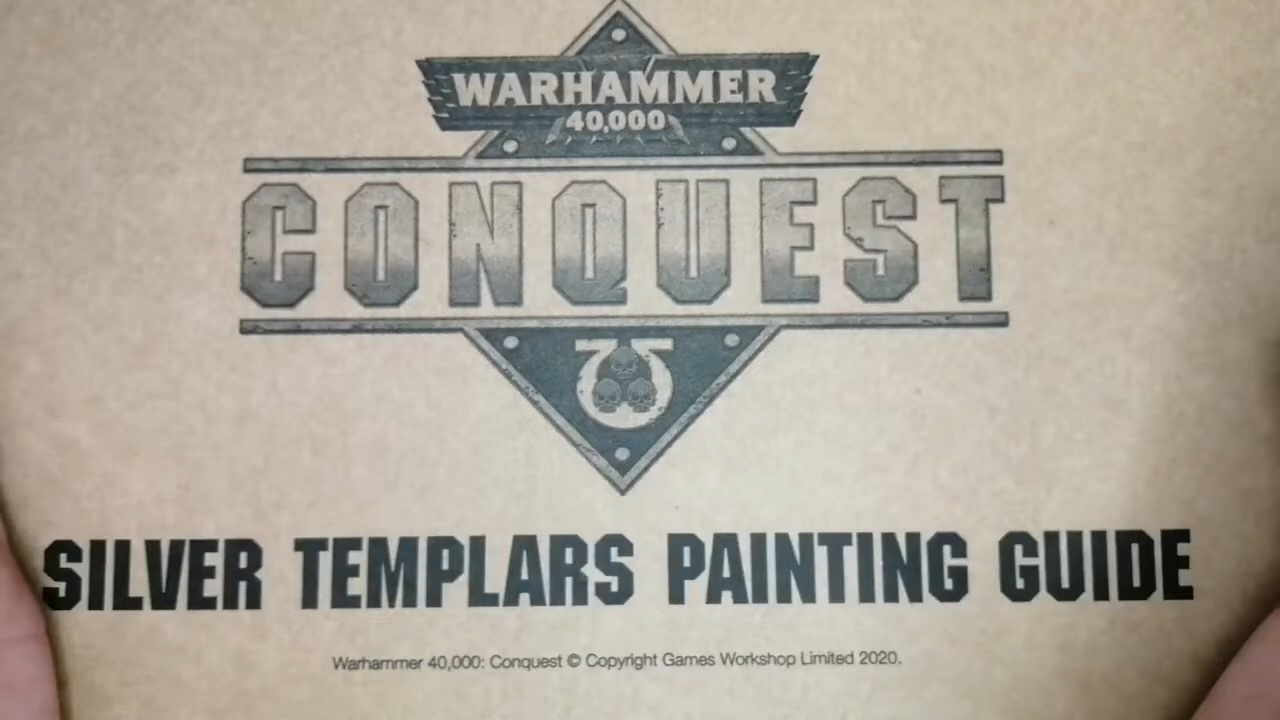 WARHAMMER
40,000
CONQUEST
SILVER TEMPLARS PAINTING GUIDE
Warhammer 40,000: Conquest © Copyright Games Workshop Limited 2020.